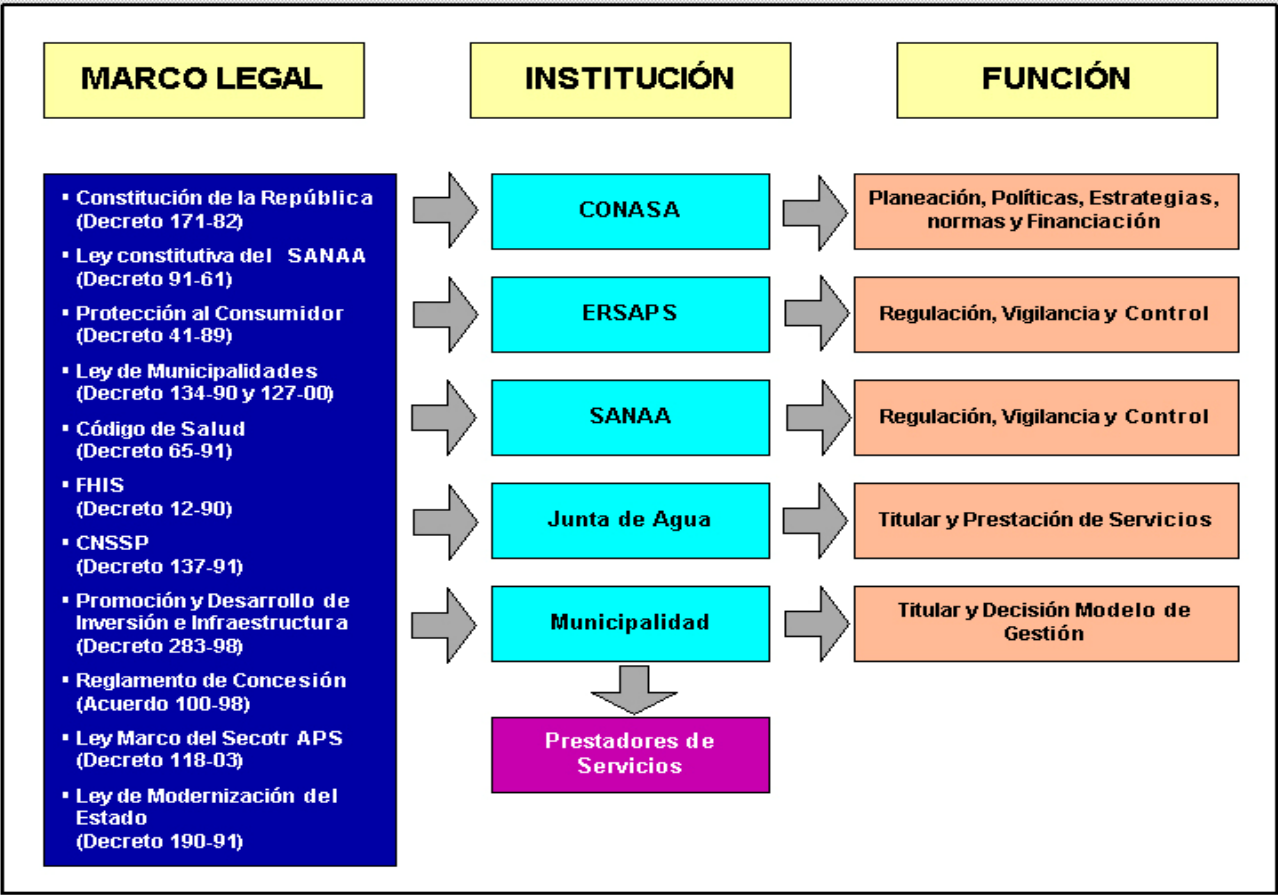 MARCO LEGAL
INSTITUCIÓN
FUNCIÓN
▪ Constitución de la República
(Decreto 171-82)
▪ Ley constitutiva del SANAA
(Decreto 91-61)
▪ Protección al Consumidor
(Decreto 41-89)
▪ Ley de Municipalidades
(Decreto 134-90 y 127-00)
▪ Código de Salud
(Decreto 65-91)
▪ FHIS
(Decreto 12-90)
▪ CNSSP
(Decreto 137-91)
▪ Promoción y Desarrollo de
Inversión e Infraestructura
(Decreto 283-98)
▪ Reglamento de Concesión
(Acuerdo 100-98)
▪ Ley Marco del Secotr APS
(Decreto 118-03)
▪ Ley de Modernización del
Estado
(Decreto 190-91)
CONASA
Planeación, Políticas, Estrategias,
normas y Financiación
ERSAPS
Regulación, Vigilancia y Control
SANAA
Regulación, Vigilancia y Control
Junta de Agua
Titular y Prestación de Servicios
Municipalidad
Titular y Decisión Modelo de
Gestión
Prestadores de
Servicios